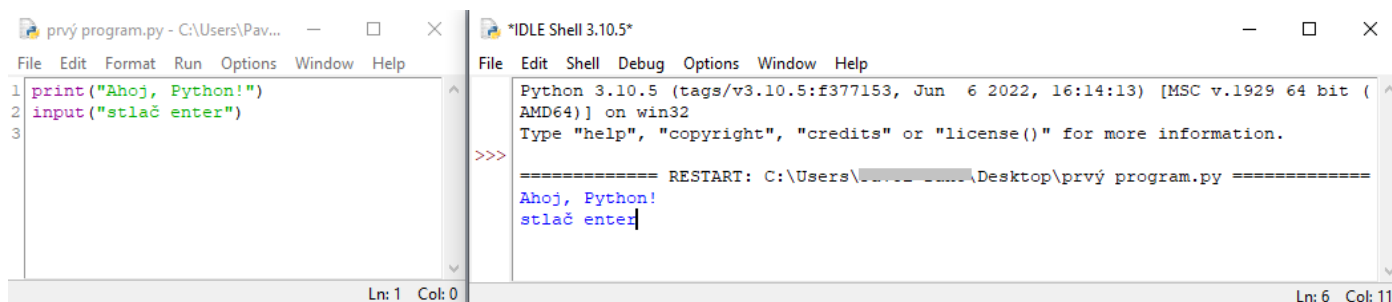 prvý program.py - C:\Users\Pav...
File Edit Format Run Options Window Help
1 print("Ahoj, Python!")
2 input("stlač enter")
3
Ln: 1 Col: 0
*IDLE Shell 3.10.5*
File Edit Shell Debug Options Window Help
Python 3.10.5 (tags/v3.10.5:f377153, Jun 6 2022, 16:14:13) [MSC v.1929 64 bit (
AMD64)] on win32
Type "help", "copyright", "credits" or "license()" for more information.
>>>
============= RESTART: C:\Users\ \Desktop\prvý program.py =============
Ahoj, Python!
stlač enter
Ln: 6 Col: 11